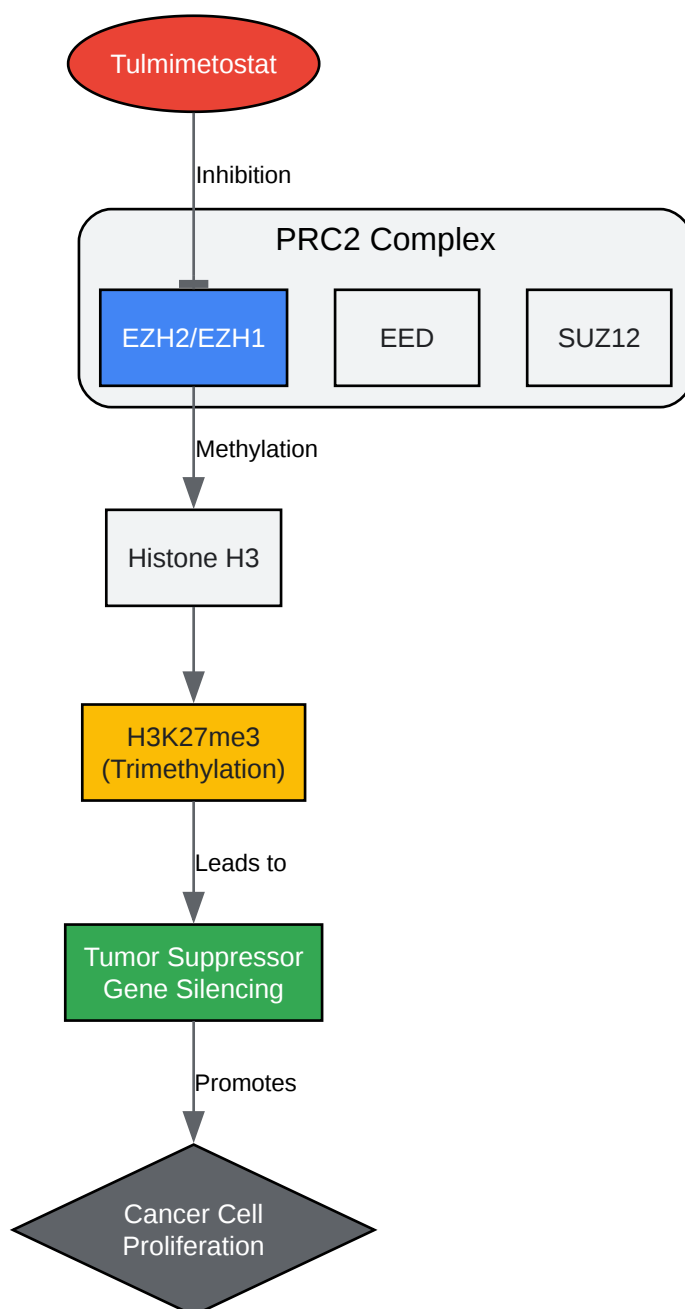 Tulmimetostat
Inhibition
PRC2 Complex
EZH2/EZH1
EED
SUZ12
Methylation
Histone H3
H3K27me3
(Trimethylation)
Leads to
Tumor Suppressor
Gene Silencing
Promotes
Cancer Cell
Proliferation